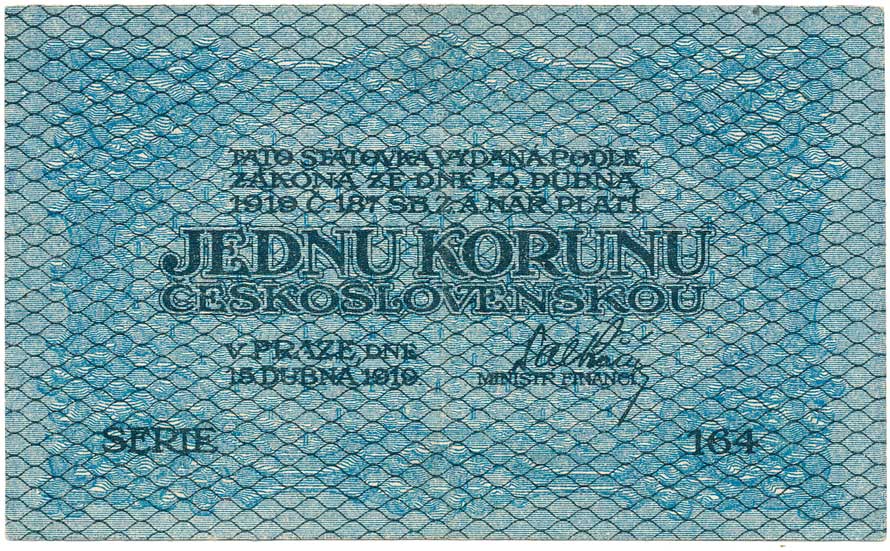 TATO STÁTOVKA VYDANÁ PODLE
ZÁKONA ZE DNE 10. DUBNA
1919 Č. 187 SB. Z. A NAŘ. PLATÍ
JEDNU KORUNU
ČESKOSLOVENSKOU
V PRAZE, DNE
15 DUBNA 1919
MINISTR FINANCÍ
SERIE 164